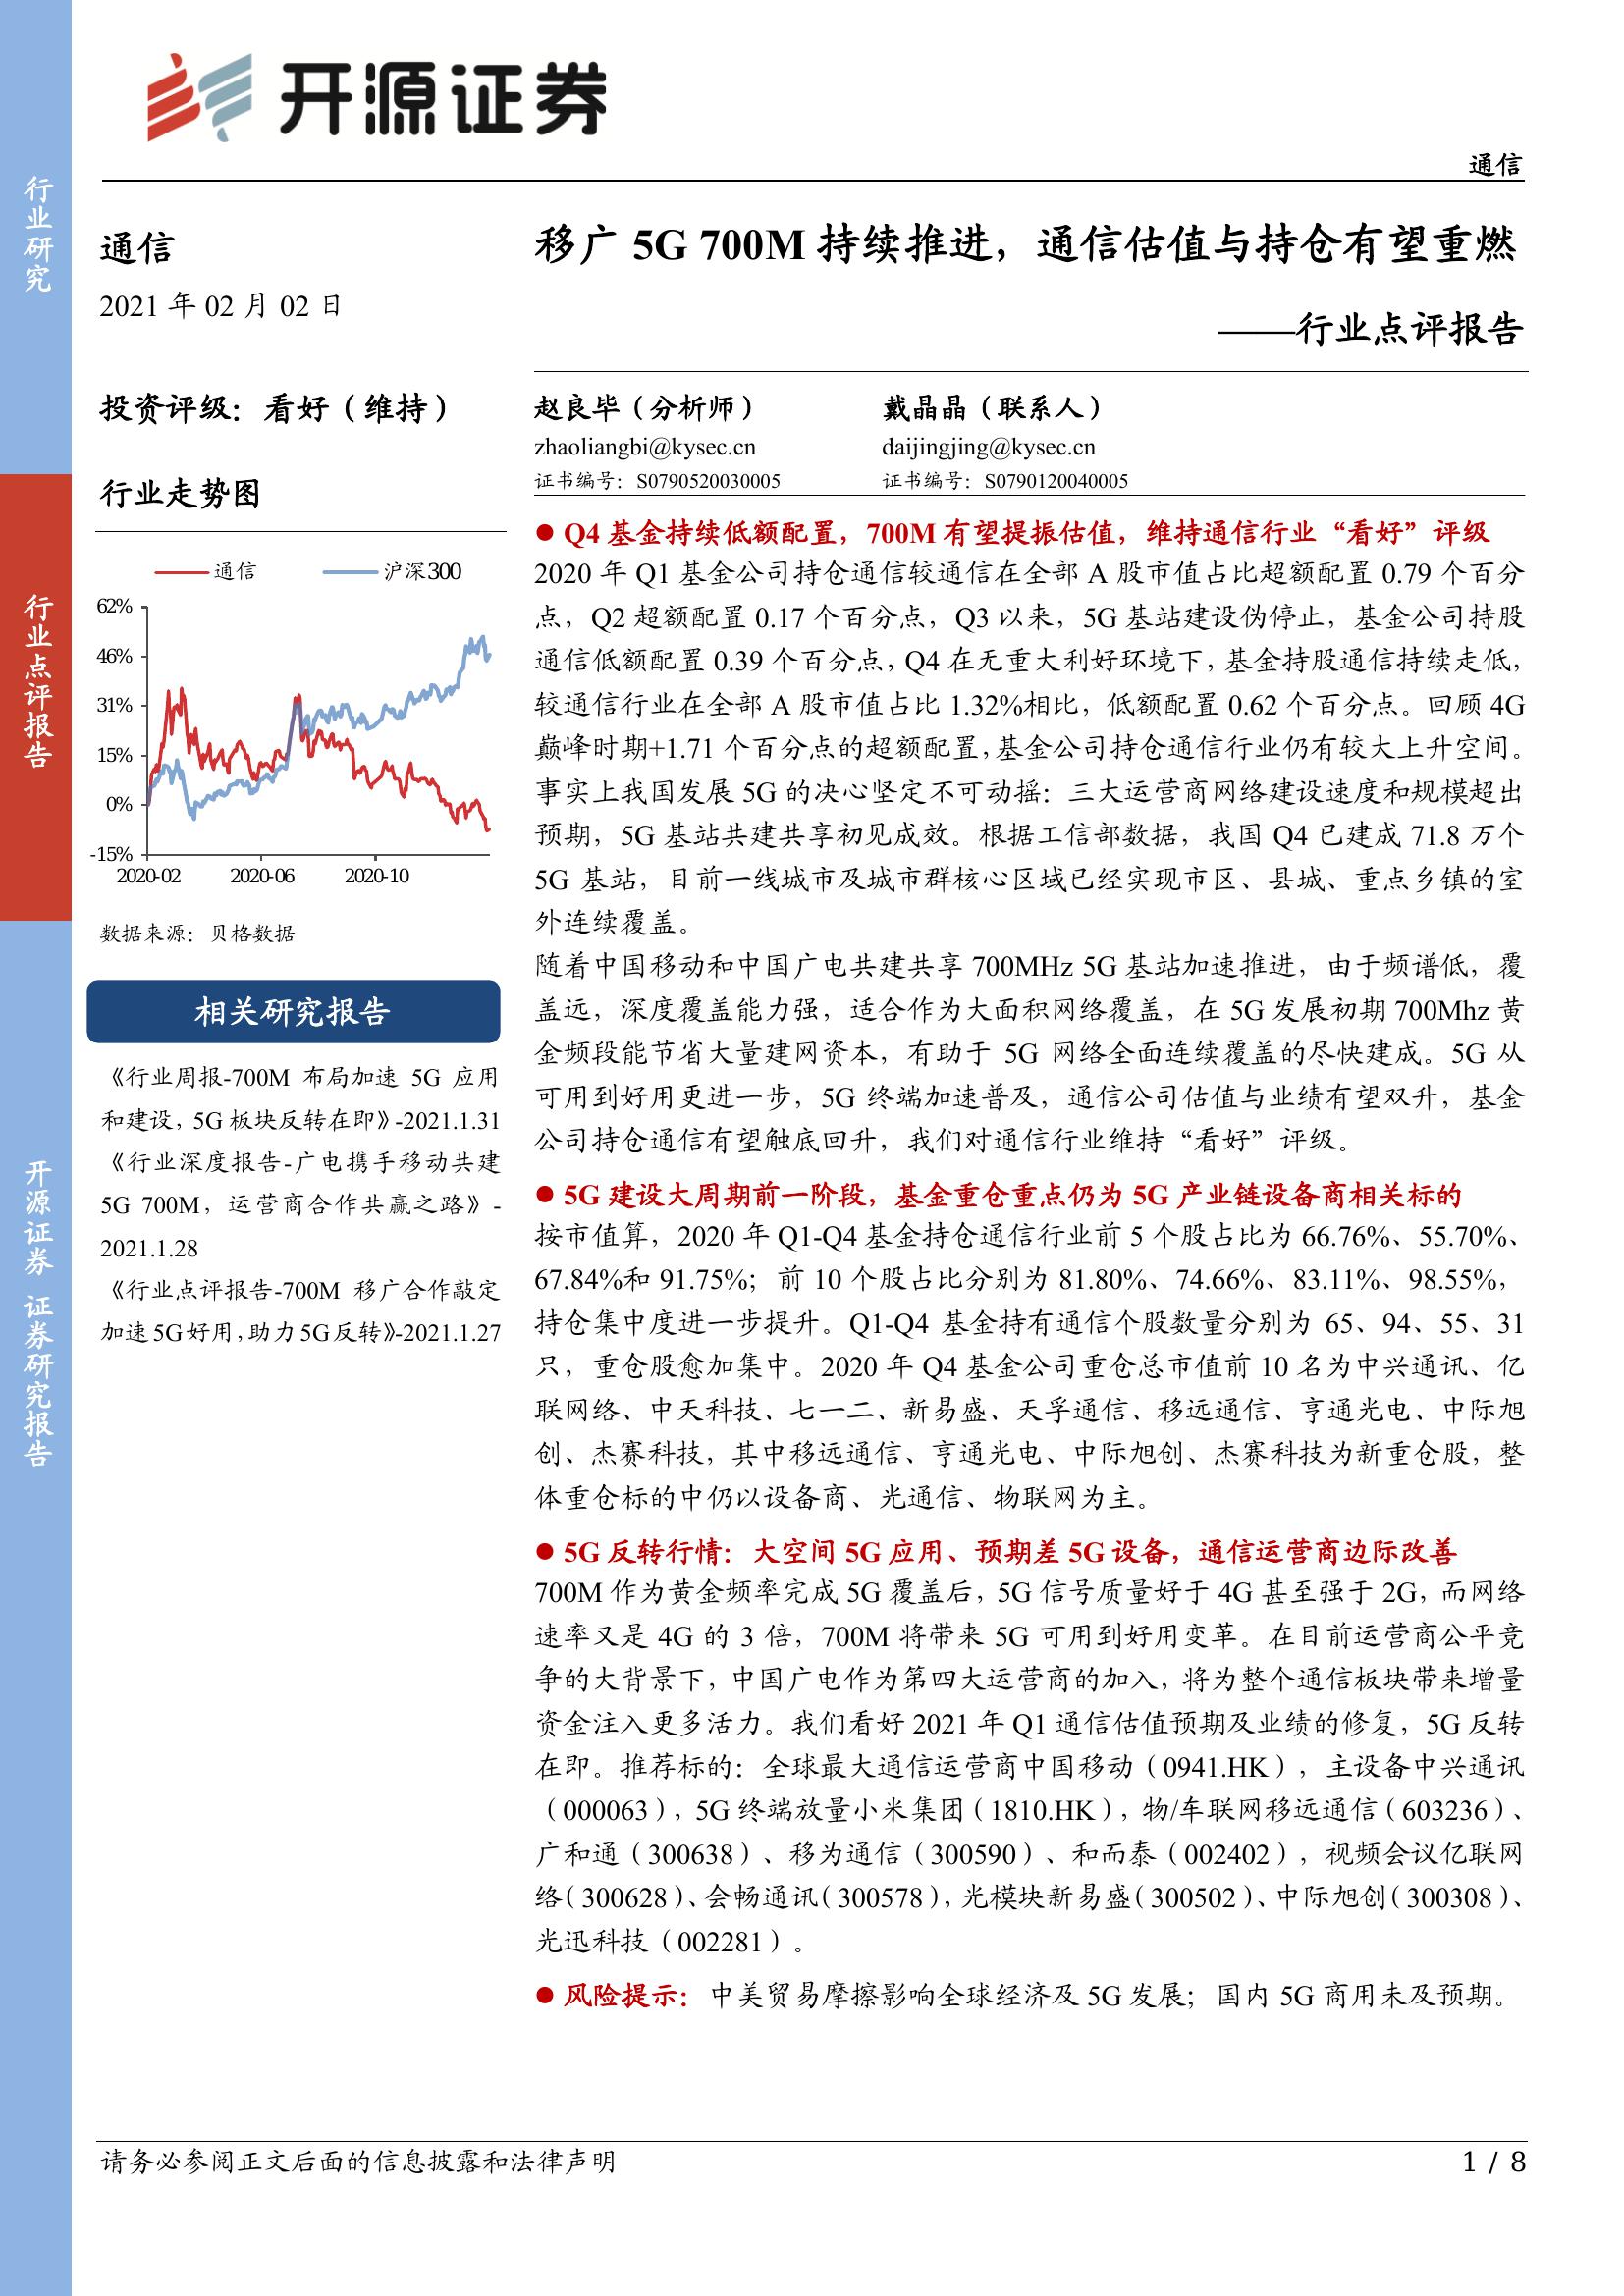 开源证券
通信
行业研究
行业点评报告
开源证券 证券研究报告
通信
2021 年 02 月 02 日
投资评级：看好（维持）
行业走势图
通信
沪深300
62%
46%
31%
15%
0%
-15%
2020-02
2020-06
2020-10
数据来源：贝格数据
相关研究报告
《行业周报-700M 布局加速 5G 应用
和建设，5G 板块反转在即》-2021.1.31
《行业深度报告-广电携手移动共建
5G 700M，运营商合作共赢之路》-
2021.1.28
《行业点评报告-700M 移广合作敲定
加速5G好用，助力5G反转》-2021.1.27
移广 5G 700M 持续推进，通信估值与持仓有望重燃
——行业点评报告
赵良毕（分析师）
戴晶晶（联系人）
zhaoliangbi@kysec.cn
daijingjing@kysec.cn
证书编号：S0790520030005
证书编号：S0790120040005
● Q4 基金持续低额配置，700M 有望提振估值，维持通信行业“看好”评级
2020 年 Q1 基金公司持仓通信较通信在全部 A 股市值占比超额配置 0.79 个百分
点，Q2 超额配置 0.17 个百分点，Q3 以来，5G 基站建设伪停止，基金公司持股
通信低额配置 0.39 个百分点，Q4 在无重大利好环境下，基金持股通信持续走低，
较通信行业在全部 A 股市值占比 1.32%相比，低额配置 0.62 个百分点。回顾 4G
巅峰时期+1.71 个百分点的超额配置，基金公司持仓通信行业仍有较大上升空间。
事实上我国发展 5G 的决心坚定不可动摇：三大运营商网络建设速度和规模超出
预期，5G 基站共建共享初见成效。根据工信部数据，我国 Q4 已建成 71.8 万个
5G 基站，目前一线城市及城市群核心区域已经实现市区、县城、重点乡镇的室
外连续覆盖。
随着中国移动和中国广电共建共享 700MHz 5G 基站加速推进，由于频谱低，覆
盖远，深度覆盖能力强，适合作为大面积网络覆盖，在 5G 发展初期 700Mhz 黄
金频段能节省大量建网资本，有助于 5G 网络全面连续覆盖的尽快建成。5G 从
可用到好用更进一步，5G 终端加速普及，通信公司估值与业绩有望双升，基金
公司持仓通信有望触底回升，我们对通信行业维持“看好”评级。
● 5G 建设大周期前一阶段，基金重仓重点仍为 5G 产业链设备商相关标的
按市值算，2020 年 Q1-Q4 基金持仓通信行业前 5 个股占比为 66.76%、55.70%、
67.84%和 91.75%；前 10 个股占比分别为 81.80%、74.66%、83.11%、98.55%，
持仓集中度进一步提升。Q1-Q4 基金持有通信个股数量分别为 65、94、55、31
只，重仓股愈加集中。2020 年 Q4 基金公司重仓总市值前 10 名为中兴通讯、亿
联网络、中天科技、七一二、新易盛、天孚通信、移远通信、亨通光电、中际旭
创、杰赛科技，其中移远通信、亨通光电、中际旭创、杰赛科技为新重仓股，整
体重仓标的中仍以设备商、光通信、物联网为主。
● 5G 反转行情：大空间 5G 应用、预期差 5G 设备，通信运营商边际改善
700M 作为黄金频率完成 5G 覆盖后，5G 信号质量好于 4G 甚至强于 2G，而网络
速率又是 4G 的 3 倍，700M 将带来 5G 可用到好用变革。在目前运营商公平竞
争的大背景下，中国广电作为第四大运营商的加入，将为整个通信板块带来增量
资金注入更多活力。我们看好 2021 年 Q1 通信估值预期及业绩的修复，5G 反转
在即。推荐标的：全球最大通信运营商中国移动（0941.HK），主设备中兴通讯
（000063），5G 终端放量小米集团（1810.HK），物/车联网移远通信（603236）、
广和通（300638）、移为通信（300590）、和而泰（002402），视频会议亿联网
络（300628）、会畅通讯（300578），光模块新易盛（300502）、中际旭创（300308）、
光迅科技（002281）。
● 风险提示：中美贸易摩擦影响全球经济及 5G 发展；国内 5G 商用未及预期。
请务必参阅正文后面的信息披露和法律声明
1 / 8